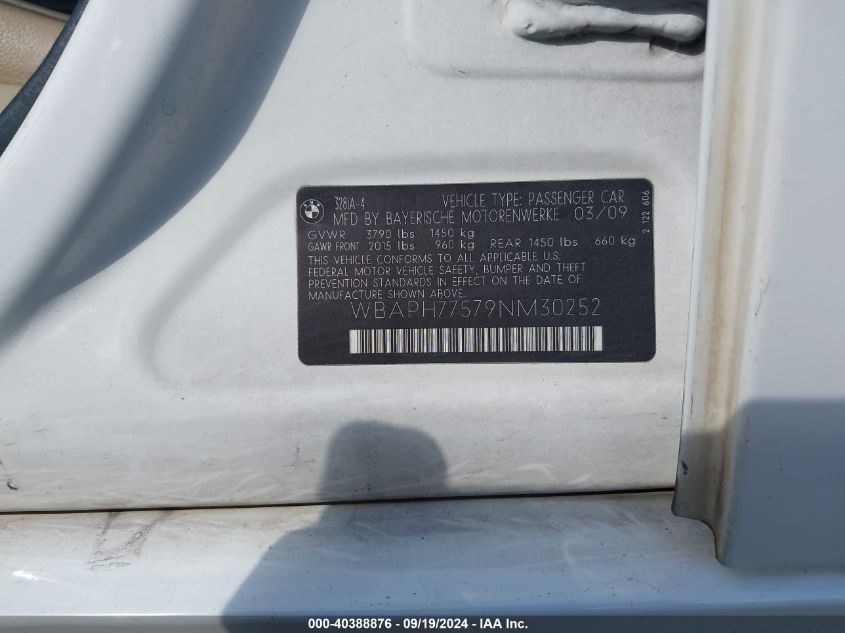 328iA-4 VEHICLE TYPE: PASSENGER CAR
MFD BY BAYERISCHE MOTORENWERKE 03/09
GVWR 3790 lbs 1450 kg
GAWR FRONT 2015 lbs 960 kg REAR 1450 lbs 660 kg
THIS VEHICLE CONFORMS TO ALL APPLICABLE U.S.
FEDERAL MOTOR VEHICLE SAFETY, BUMPER AND THEFT
PREVENTION STANDARDS IN EFFECT ON THE DATE OF
MANUFACTURE SHOWN ABOVE.
WBAPH77579NM30252
2 122 606
000-40388876 - 09/19/2024 - IAA Inc.